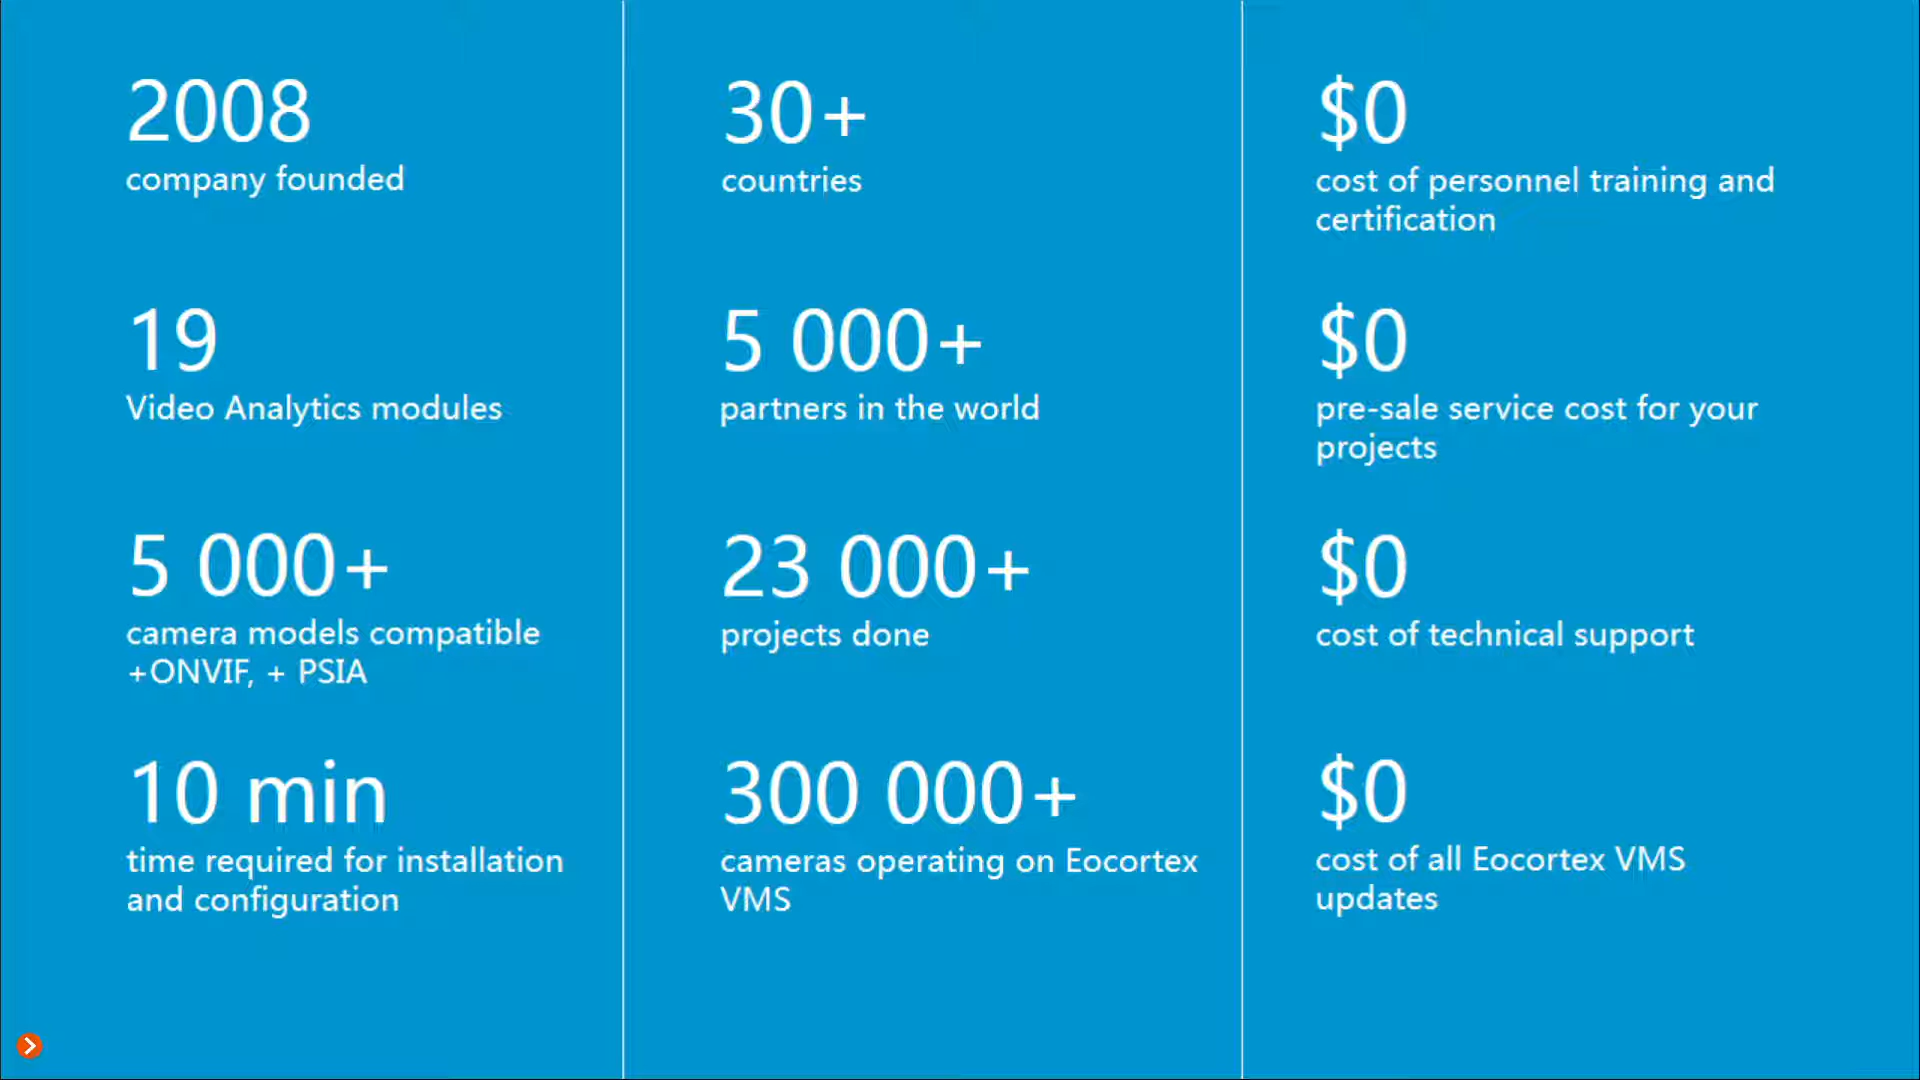 2008
company founded
19
Video Analytics modules
5 000+
camera models compatible
+ONVIF, + PSIA
10 min
time required for installation
and configuration
30+
countries
5 000+
partners in the world
23 000+
projects done
300 000+
cameras operating on Eocortex
VMS
$0
cost of personnel training and
certification
$0
pre-sale service cost for your
projects
$0
cost of technical support
$0
cost of all Eocortex VMS
updates